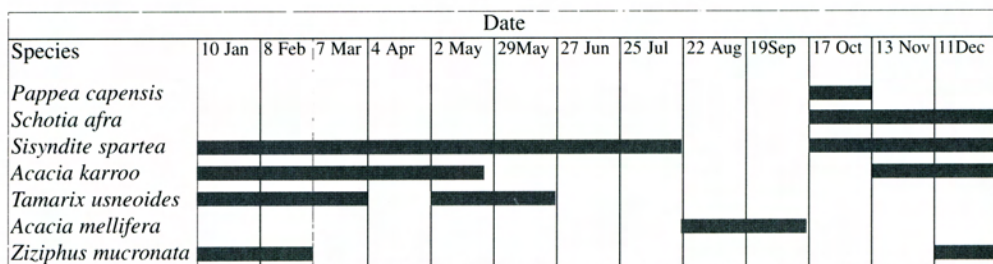 Date
Species 10 Jan 8 Feb 7 Mar 4 Apr 2 May 29May 27 Jun 25 Jul 22 Aug 19Sep 17 Oct 13 Nov 11Dec
Pappea capensis
Schotia afra
Sisyndite spartea
Acacia karroo
Tamarix usneoides
Acacia mellifera
Ziziphus mucronata